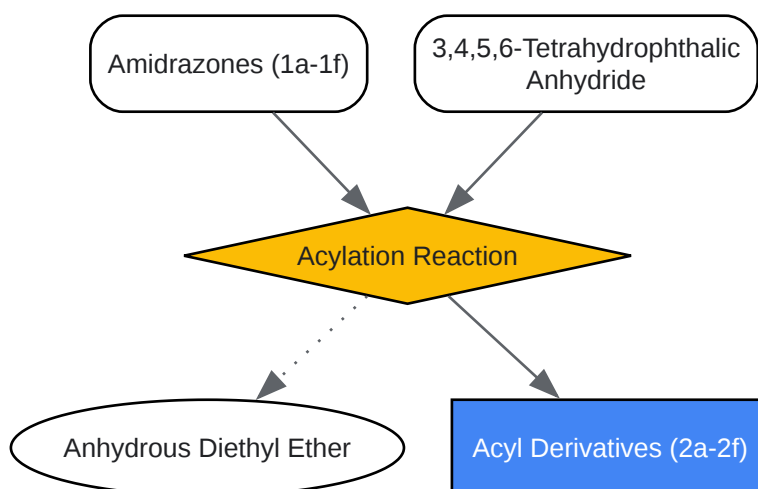 Amidrazones (1a-1f)
3,4,5,6-Tetrahydrophthalic
Anhydride
Acylation Reaction
Anhydrous Diethyl Ether
Acyl Derivatives (2a-2f)